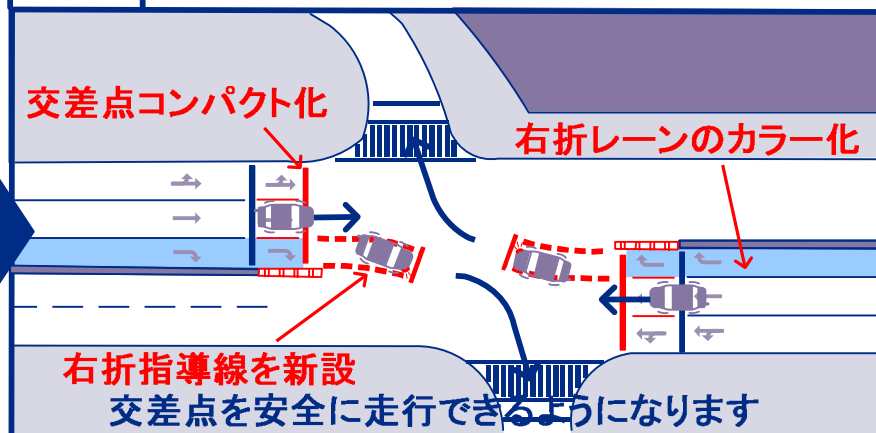 交差点コンパクト化
右折レーンのカラー化
右折指導線を新設
交差点を安全に走行できるようになります